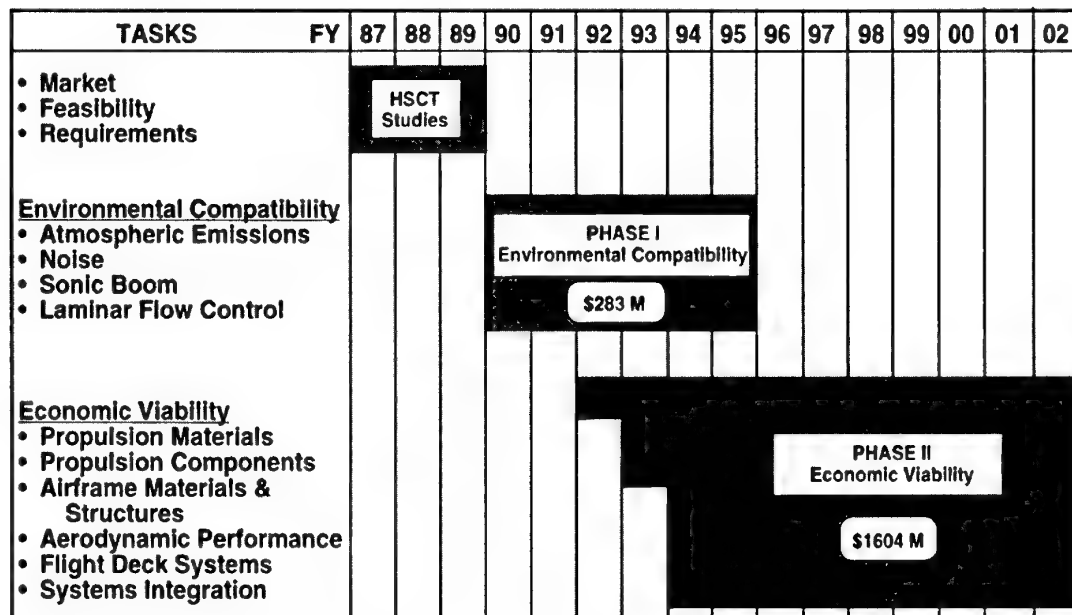 TASKS FY 87 88 89 90 91 92 93 94 95 96 97 98 99 00 01 02
• Market
• Feasibility
• Requirements
HSCT
Studies
Environmental Compatibility
• Atmospheric Emissions
• Noise
• Sonic Boom
• Laminar Flow Control
PHASE I
Environmental Compatibility
$283 M
Economic Viability
• Propulsion Materials
• Propulsion Components
• Airframe Materials &
Structures
• Aerodynamic Performance
• Flight Deck Systems
• Systems Integration
PHASE II
Economic Viability
$1604 M